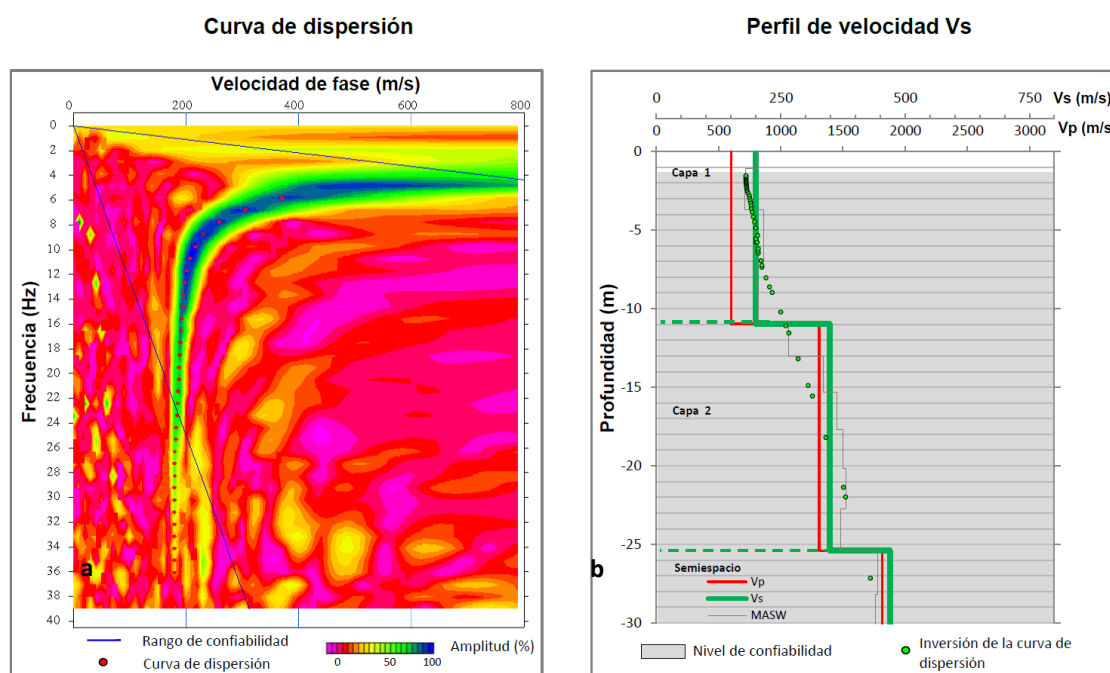 Curva de dispersión
Velocidad de fase (m/s)
0 200 400 600 800
0
2
4
6
8
10
12
14
16
18
20
22
24
26
28
30
32
34
36
38
40
Frecuencia (Hz)
a
Rango de confiabilidad
Curva de dispersión
Amplitud (%)
0 50 100
Perfil de velocidad Vs
0 250 500 750 Vs (m/s)
0 500 1000 1500 2000 2500 3000 Vp (m/s
0
-5
-10
-15
-20
-25
-30
Profundidad (m)
Capa 1
Capa 2
Semiespacio
Vp
Vs
MASW
b
Nivel de confiabilidad
Inversión de la curva de
dispersión